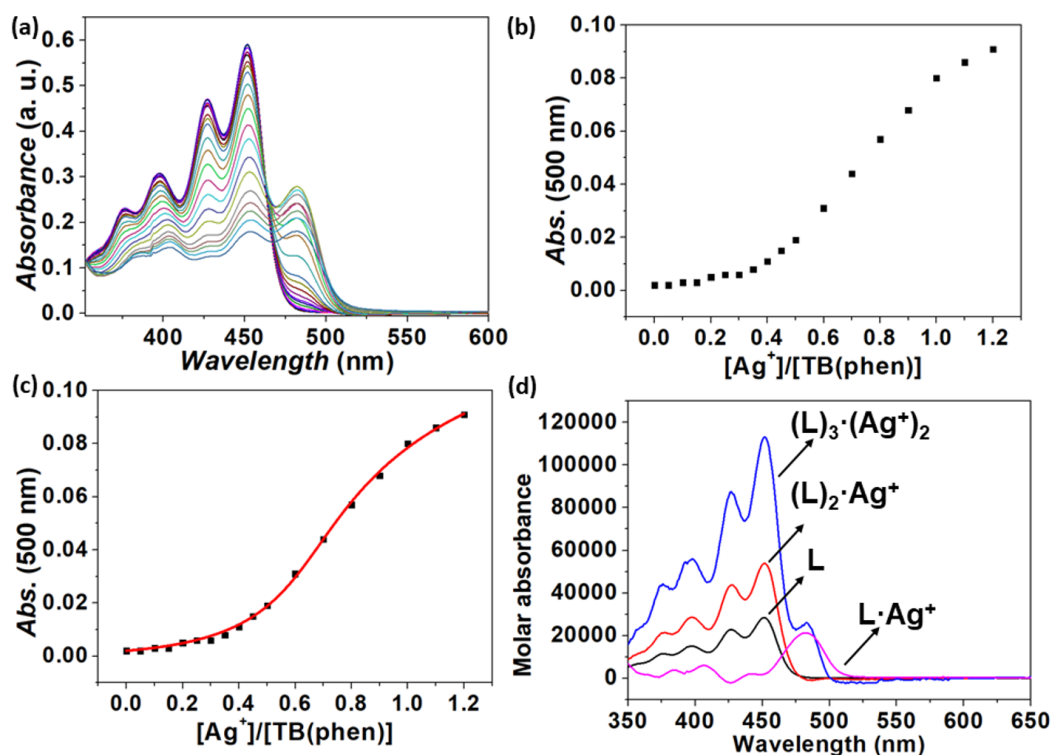 (a)
Absorbance (a. u.)
0.6
0.5
0.4
0.3
0.2
0.1
0.0
400 450 500 550 600
Wavelength (nm)
(b)
Abs. (500 nm)
0.10
0.08
0.06
0.04
0.02
0.00
0.0 0.2 0.4 0.6 0.8 1.0 1.2
[Ag⁺]/[TB(phen)]
(c)
Abs. (500 nm)
0.10
0.08
0.06
0.04
0.02
0.00
0.0 0.2 0.4 0.6 0.8 1.0 1.2
[Ag⁺]/[TB(phen)]
(d)
Molar absorbance
120000
100000
80000
60000
40000
20000
0
(L)₃·(Ag⁺)₂
(L)₂·Ag⁺
L
L·Ag⁺
350 400 450 500 550 600 650
Wavelength (nm)